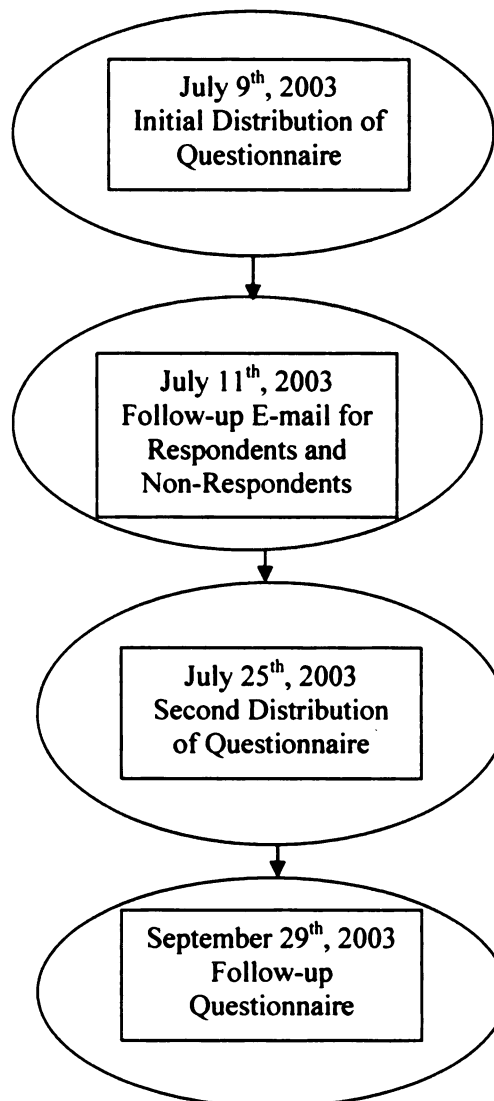 July 9th, 2003
Initial Distribution of
Questionnaire
July 11th, 2003
Follow-up E-mail for
Respondents and
Non-Respondents
July 25th, 2003
Second Distribution
of Questionnaire
September 29th, 2003
Follow-up
Questionnaire